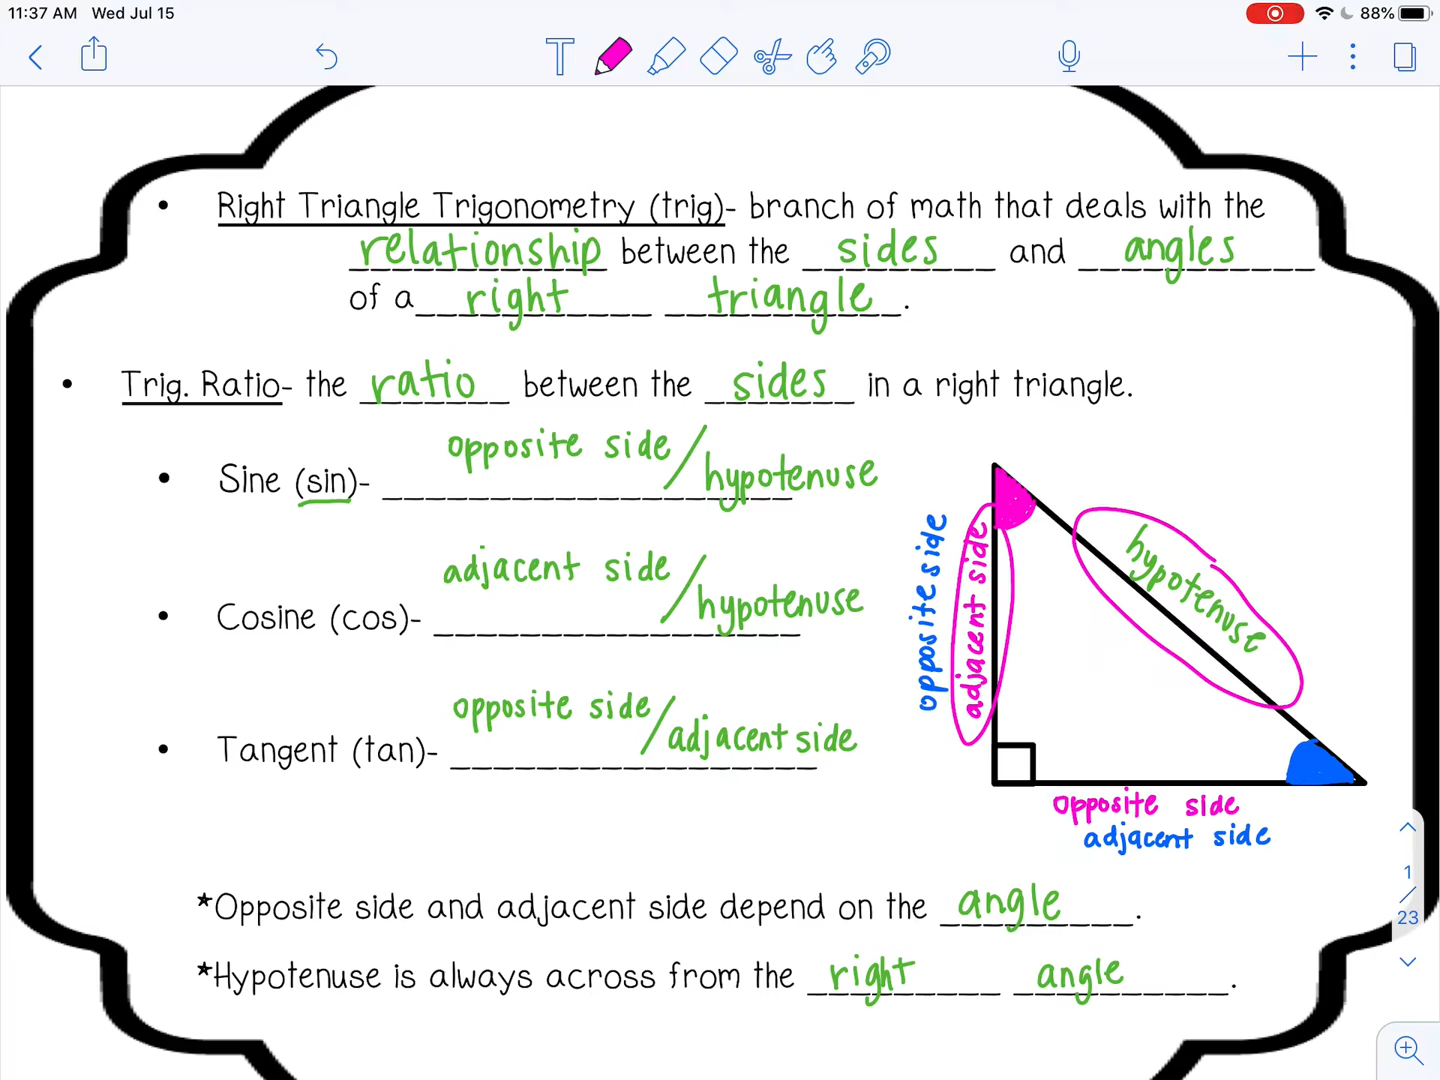 11:37 AM Wed Jul 15
88%
• Right Triangle Trigonometry (trig)- branch of math that deals with the
relationship between the sides and angles
of a right triangle.
• Trig. Ratio- the ratio between the sides in a right triangle.
• Sine (sin)- opposite side/hypotenuse
• Cosine (cos)- adjacent side/hypotenuse
• Tangent (tan)- opposite side/adjacent side
opposite side
adjacent side
hypotenuse
opposite side
adjacent side
*Opposite side and adjacent side depend on the angle.
*Hypotenuse is always across from the right angle.
1/23